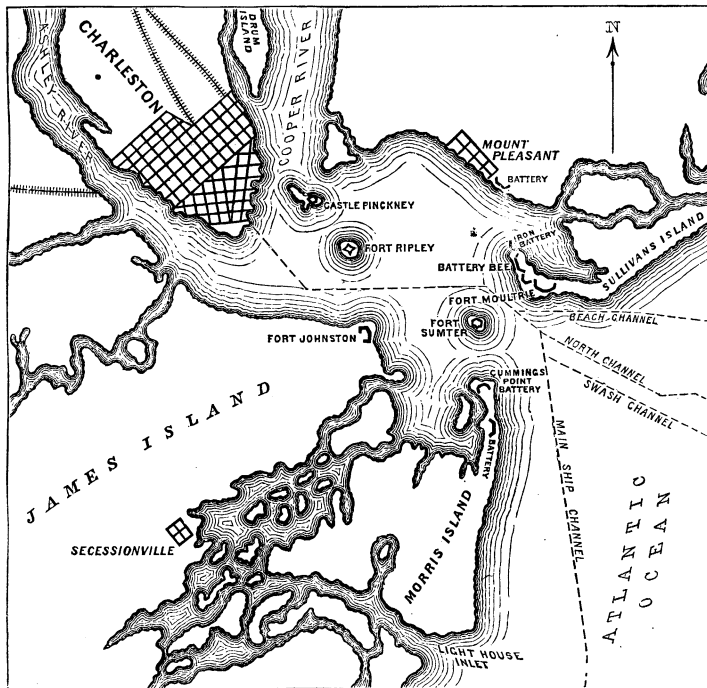 ASHLEY RIVER
CHARLESTON
DRUM
ISLAND
COOPER RIVER
N
MOUNT
PLEASANT
BATTERY
CASTLE PINCKNEY
FORT RIPLEY
IRON
BATTERY
BATTERY BEE
SULLIVANS ISLAND
FORT MOULTRIE
BEACH CHANNEL
FORT JOHNSTON
FORT
SUMTER
NORTH CHANNEL
SWASH CHANNEL
CUMMINGS
POINT
BATTERY
BATTERY
MAIN SHIP CHANNEL
JAMES ISLAND
SECESSIONVILLE
MORRIS ISLAND
ATLANTIC
OCEAN
LIGHT HOUSE
INLET